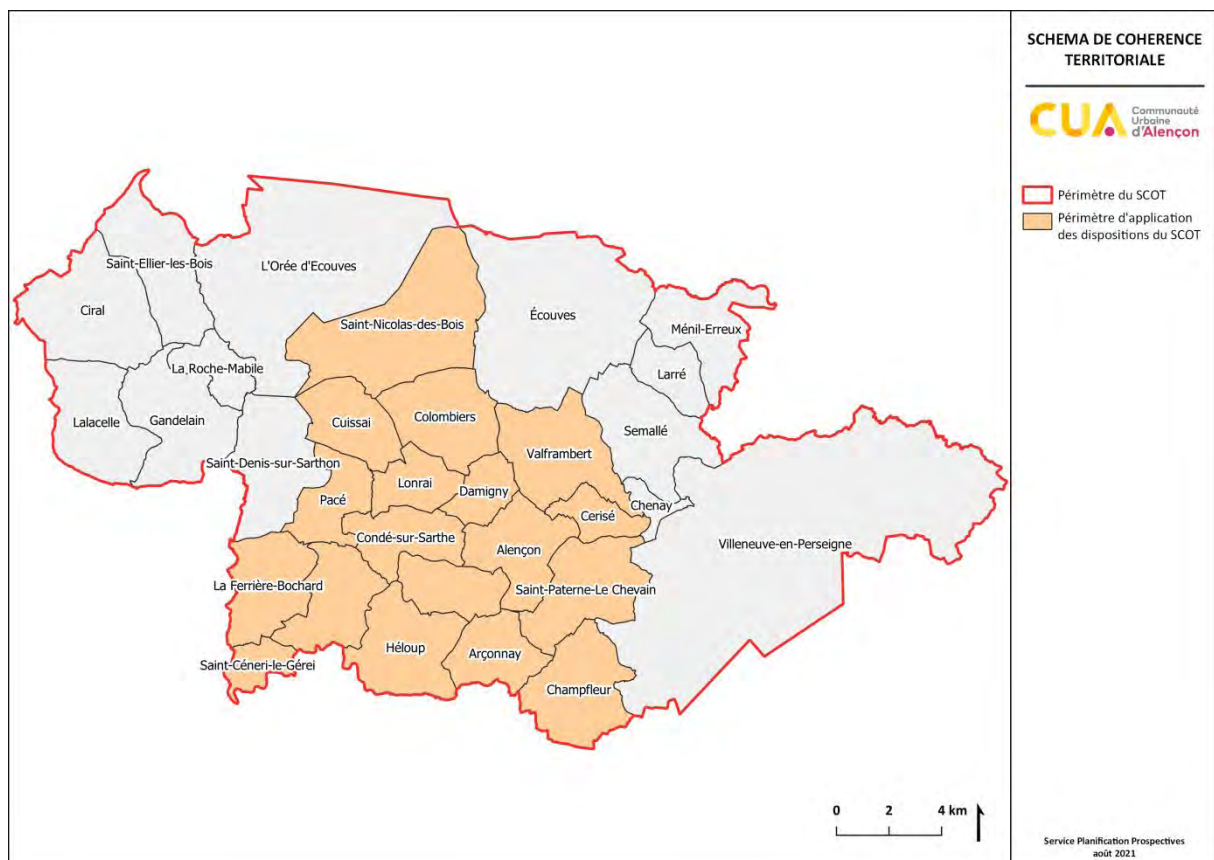 SCHEMA DE COHERENCE
TERRITORIALE
CUA
Communauté
Urbaine
d'Alençon
Périmètre du SCOT
Périmètre d'application
des dispositions du SCOT
Saint-Ellier-les-Bois
L'Orée d'Ecouves
Ciral
Écouves
Ménil-Erreux
Saint-Nicolas-des-Bois
La Roche-Mabile
Larré
Lalacelle
Gandelain
Cuissai
Colombiers
Semallé
Valframbert
Saint-Denis-sur-Sarthon
Pacé
Lonrai
Damigny
Chenay
Cerisé
Condé-sur-Sarthe
Alençon
Villeneuve-en-Perseigne
La Ferrière-Bochard
Saint-Paterne-Le Chevain
Héloup
Arçonnay
Saint-Céneri-le-Gérei
Champfleur
0 2 4 km
Service Planification Prospectives
août 2021